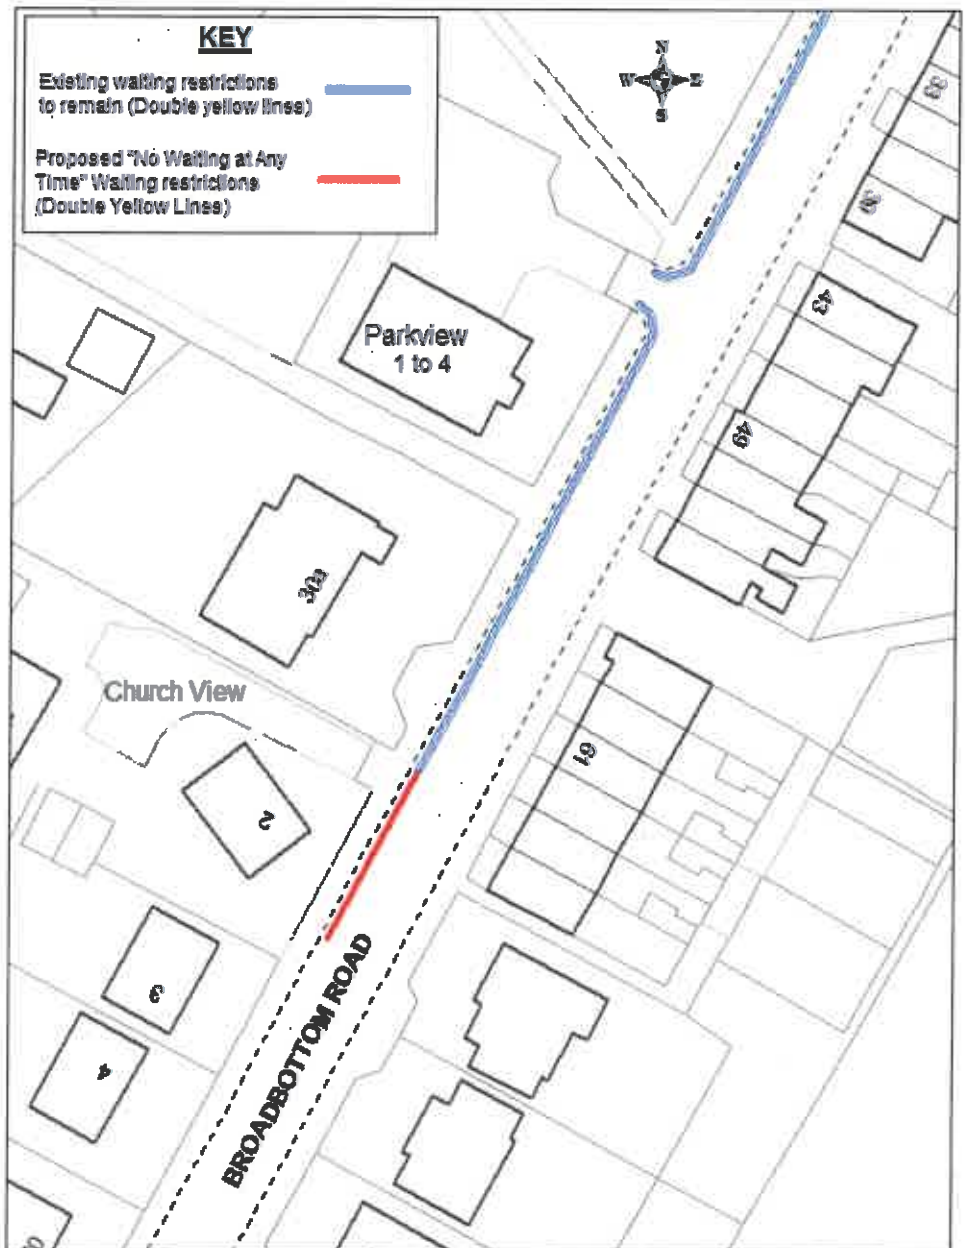 KEY
Existing waiting restrictions
to remain (Double yellow lines)
Proposed "No Waiting at Any
Time" Waiting restrictions
(Double Yellow Lines)
N
W E
S
33
39
43
49
Parkview
1 to 4
30a
Church View
61
2
3
4
BROADBOTTOM ROAD